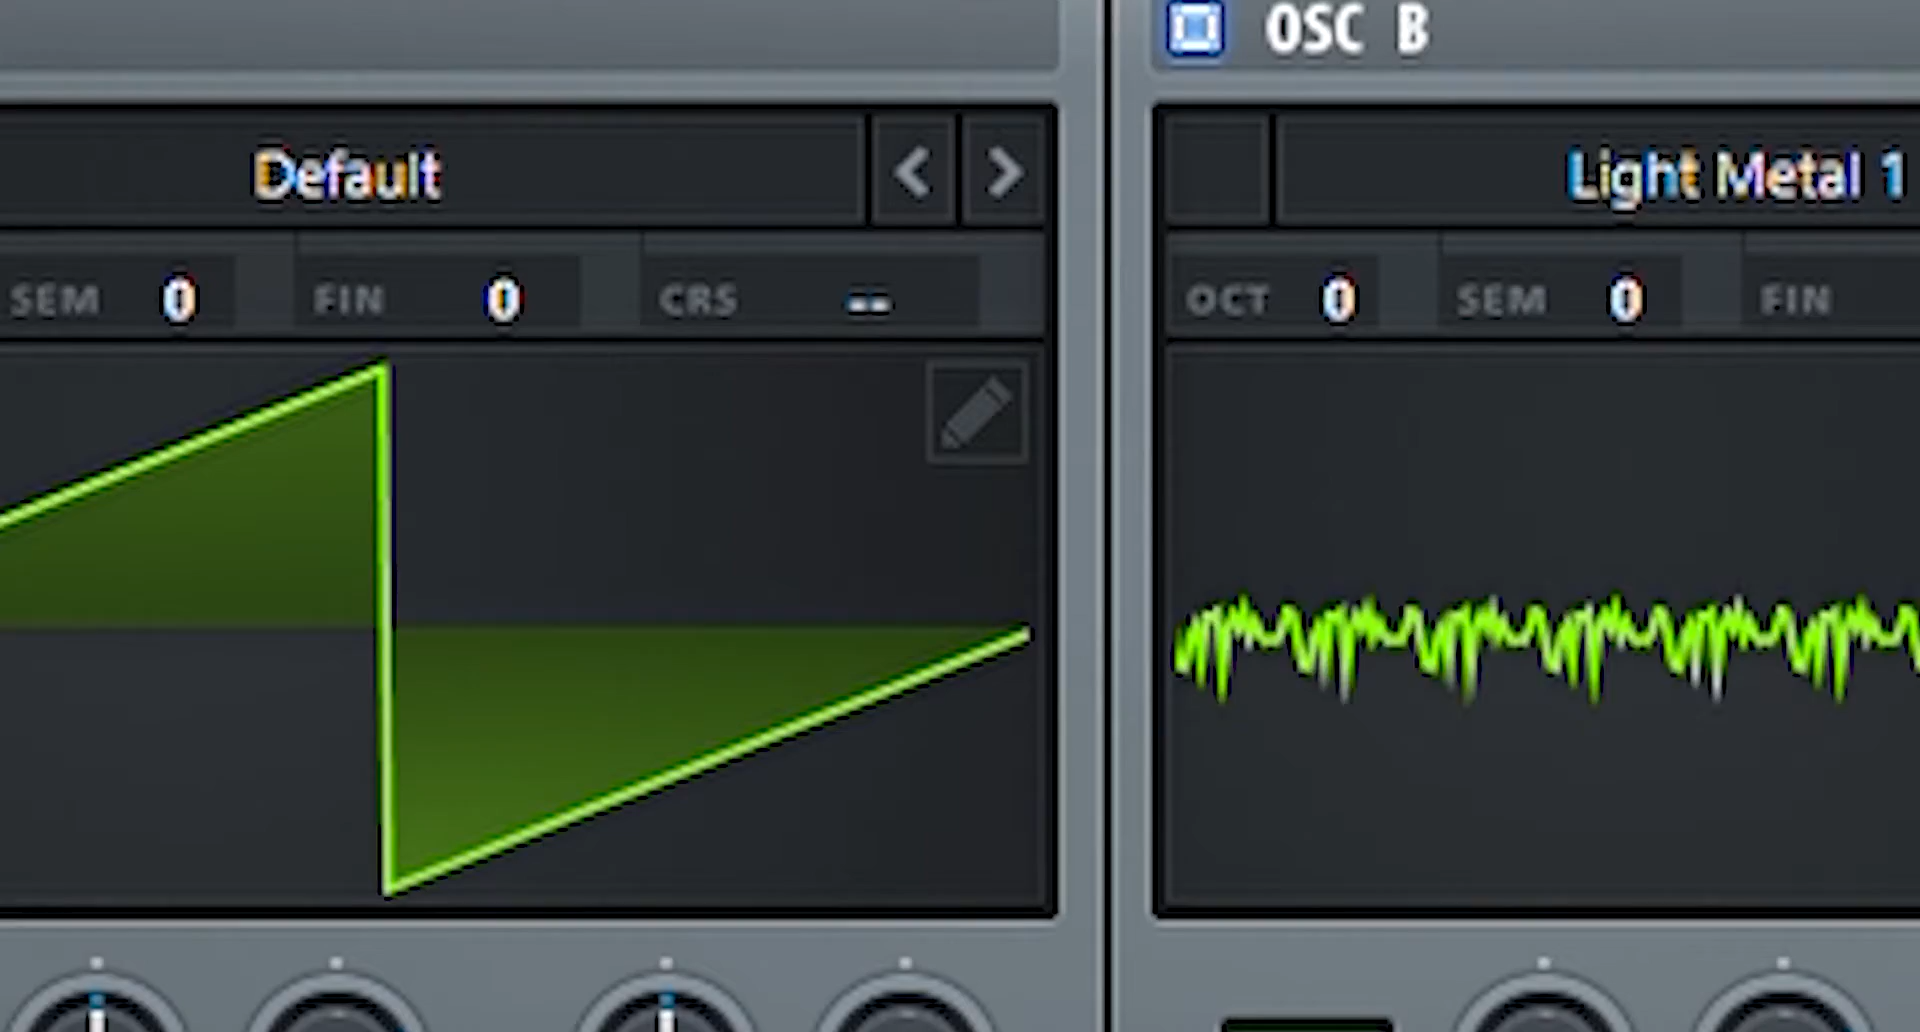 OSC B
Default
Light Metal 1
SEM 0 FIN 0 CRS --
OCT 0 SEM 0 FIN